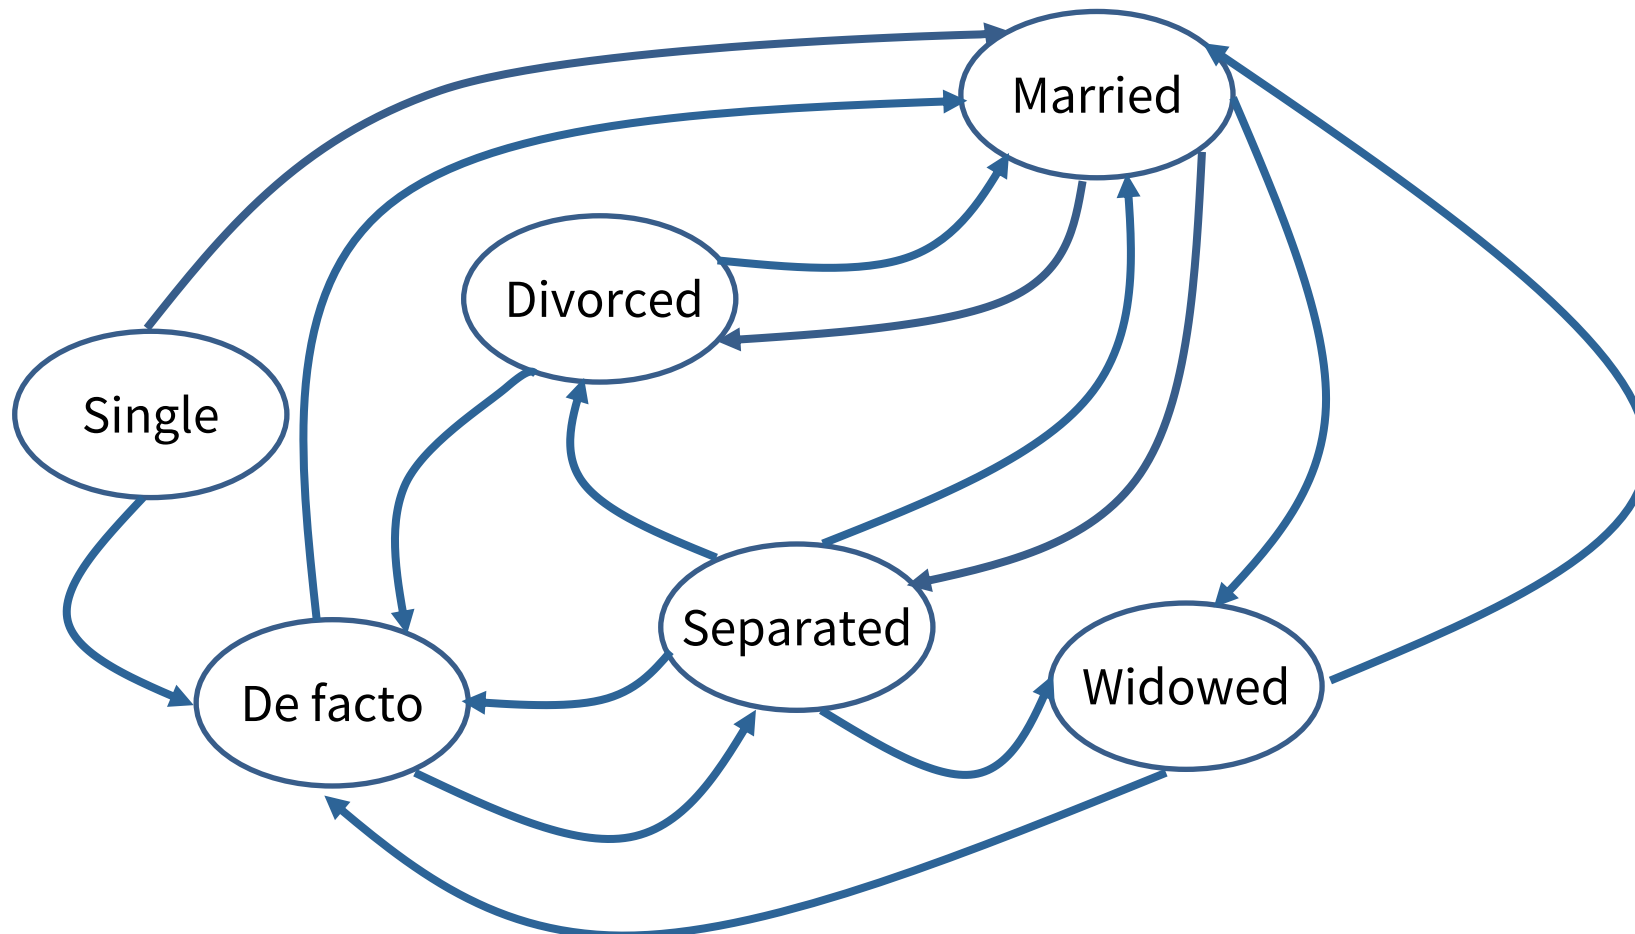 Married
Divorced
Single
Separated
Widowed
De facto